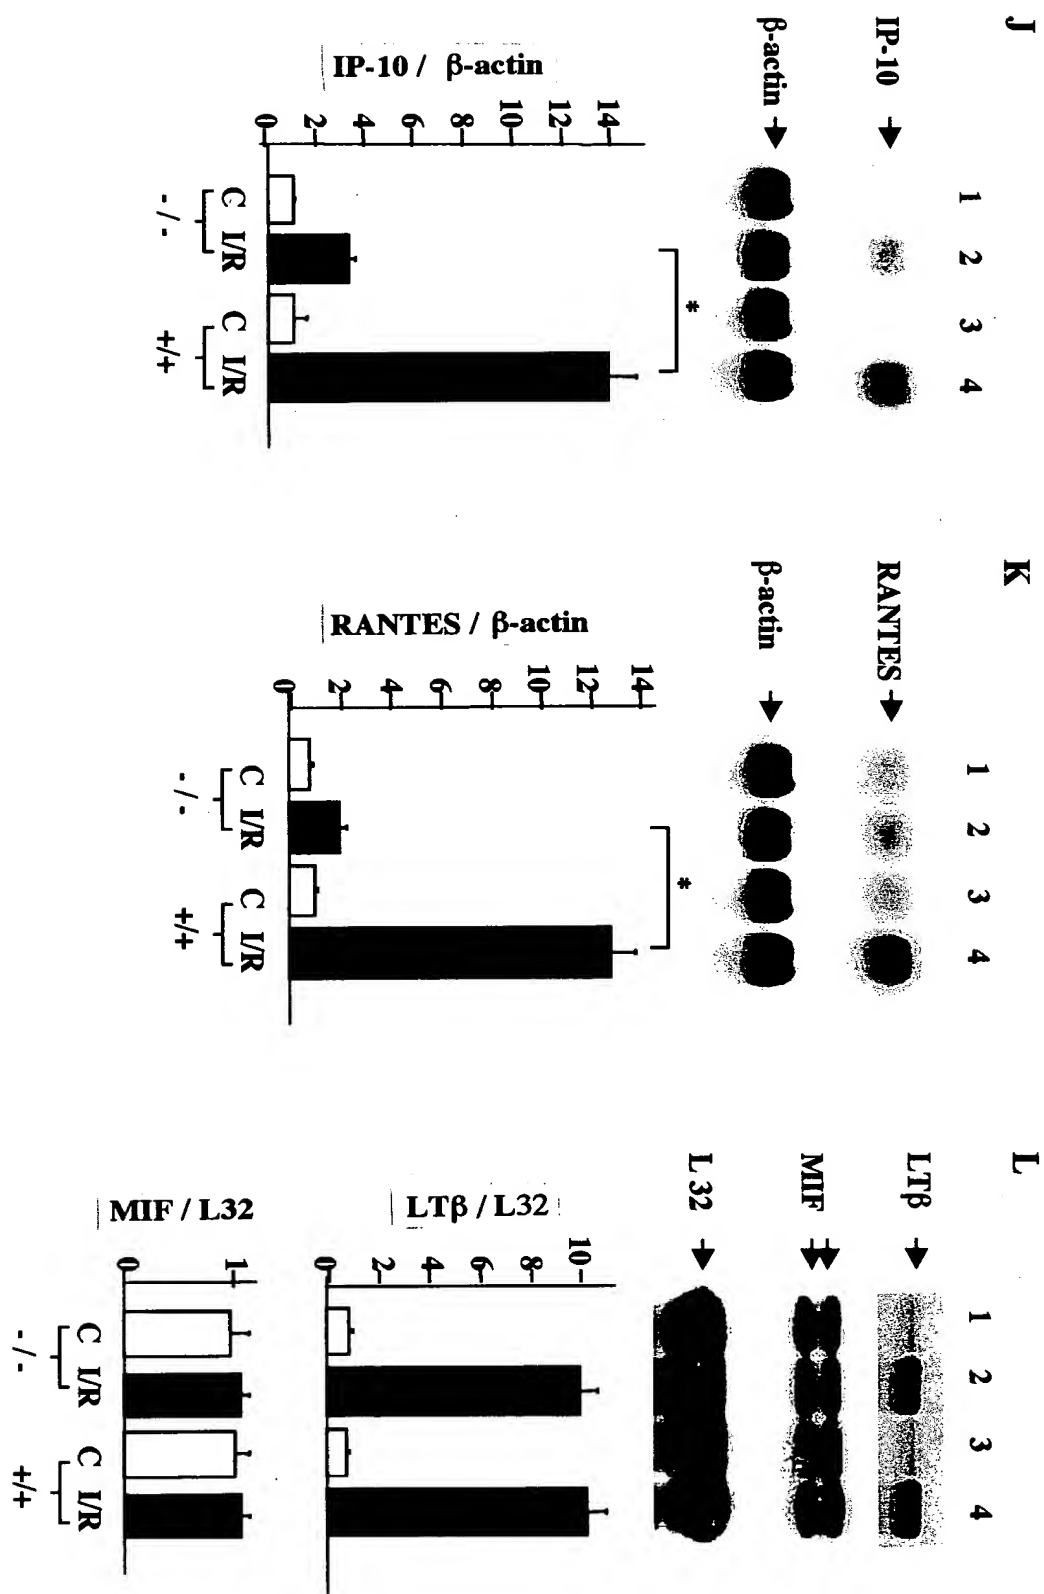 J
1 2 3 4
IP-10
β-actin
IP-10 / β-actin
14
12
10
8
6
4
2
0
C I/R C I/R
-/- +/+
*
K
1 2 3 4
RANTES
β-actin
RANTES / β-actin
14
12
10
8
6
4
2
0
C I/R C I/R
-/- +/+
*
L
1 2 3 4
LTβ
MIF
L 32
LTβ / L32
10
8
6
4
2
0
MIF / L32
1
0
C I/R C I/R
-/- +/+